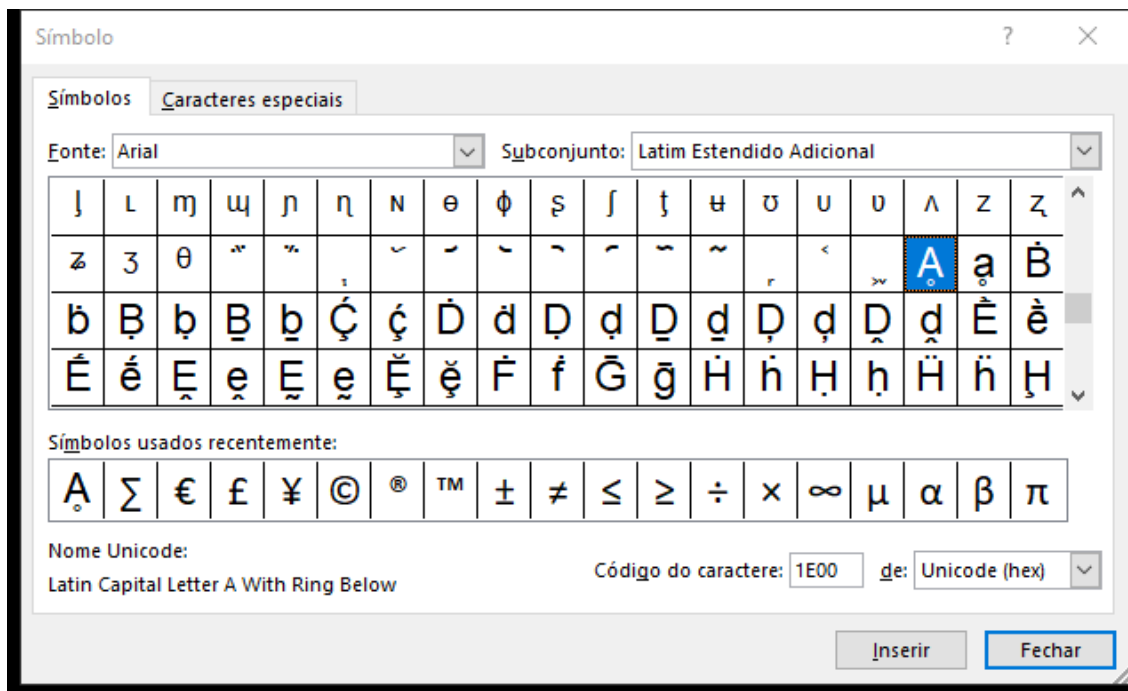 Símbolo ? ×
Símbolos Caracteres especiais
Fonte: Arial Subconjunto: Latim Estendido Adicional
ᶪ ᶫ ᶬ ᶭ ᶮ ᶯ ᶰ ᶱ ᶲ ᶳ ᶴ ᶵ ᶶ ᶷ ᶸ ᶹ ᶺ ᶻ ᶼ
ᶽ ᶾ ᶿ ᷀ ᷁ ᷂ ᷃ ᷄ ᷅ ᷆ ᷇ ᷈ ᷉ ᷊ ᷾ ᷿ Ḁ ḁ Ḃ
ḃ Ḅ ḅ Ḇ ḇ Ḉ ḉ Ḋ ḋ Ḍ ḍ Ḏ ḏ Ḑ ḑ Ḓ ḓ Ḕ ḕ
Ḗ ḗ Ḙ ḙ Ḛ ḛ Ḝ ḝ Ḟ ḟ Ḡ ḡ Ḣ ḣ Ḥ ḥ Ḧ ḧ Ḩ
Símbolos usados recentemente:
Ḁ ∑ € £ ¥ © ® ™ ± ≠ ≤ ≥ ÷ × ∞ µ α β π
Nome Unicode:
Latin Capital Letter A With Ring Below
Código do caractere: 1E00 de: Unicode (hex)
Inserir Fechar